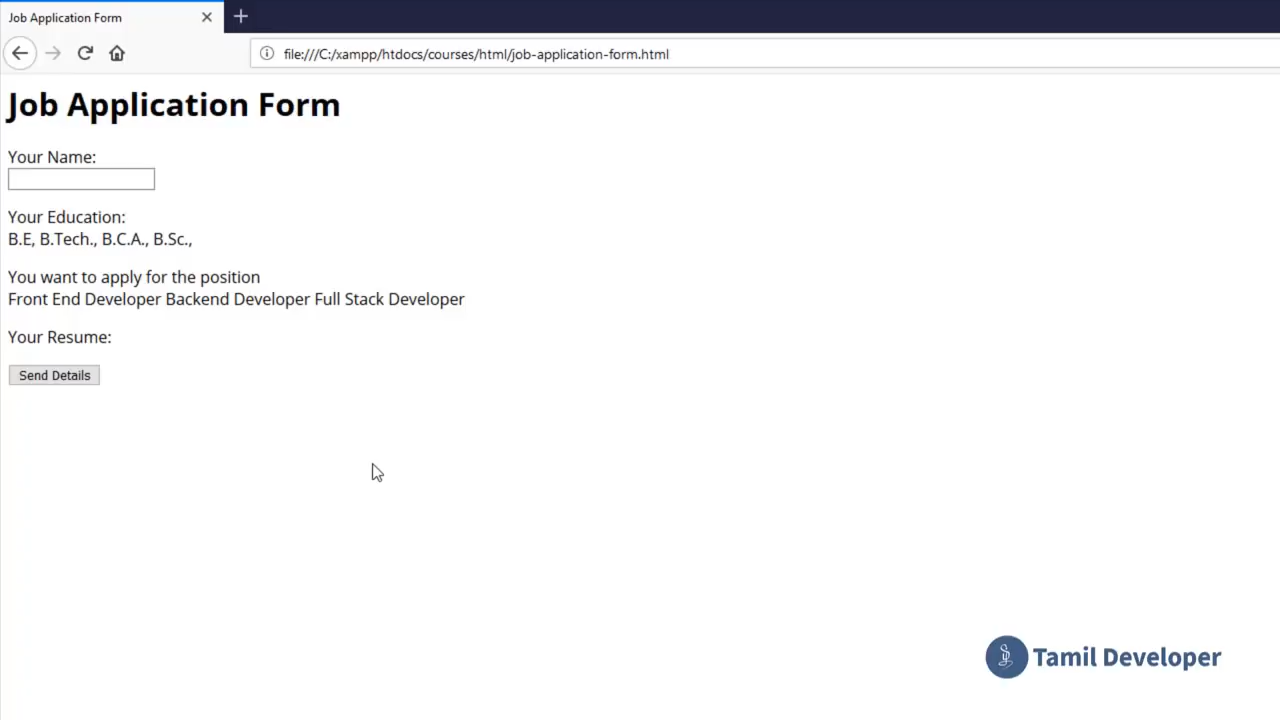 Job Application Form
file:///C:/xampp/htdocs/courses/html/job-application-form.html
Job Application Form
Your Name:
Your Education:
B.E, B.Tech., B.C.A., B.Sc.,
You want to apply for the position
Front End Developer Backend Developer Full Stack Developer
Your Resume:
Send Details
Tamil Developer